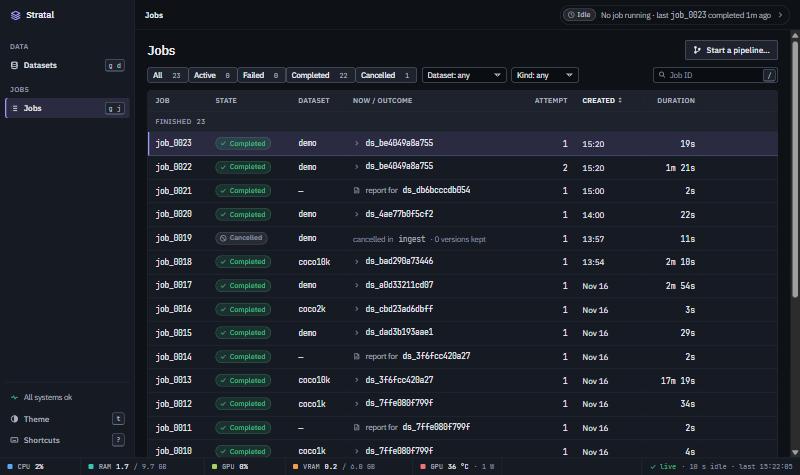 Stratal
Jobs
Idle No job running · last job_0023 completed 1m ago
DATA
Datasets g d
JOBS
Jobs g j
Jobs
Start a pipeline...
All 23 Active 0 Failed 0 Completed 22 Cancelled 1 Dataset: any Kind: any Job ID /
JOB STATE DATASET NOW / OUTCOME ATTEMPT CREATED DURATION
FINISHED 23
job_0023 Completed demo ds_be4049a8a755 1 15:20 19s
job_0022 Completed demo ds_be4049a8a755 2 15:20 1m 21s
job_0021 Completed — report for ds_db6bcccdb054 1 15:00 2s
job_0020 Completed demo ds_4ae77b0f5cf2 1 14:00 22s
job_0019 Cancelled demo cancelled in ingest · 0 versions kept 1 13:57 11s
job_0018 Completed coco10k ds_bad290a73446 1 13:54 2m 10s
job_0017 Completed demo ds_a0d33211cd07 1 Nov 16 2m 54s
job_0016 Completed coco2k ds_cbd23ad6dbff 1 Nov 16 3s
job_0015 Completed demo ds_dad3b193aae1 1 Nov 16 29s
job_0014 Completed — report for ds_3f6fcc420a27 1 Nov 16 2s
job_0013 Completed coco10k ds_3f6fcc420a27 1 Nov 16 17m 19s
job_0012 Completed coco1k ds_7ffe080f799f 1 Nov 16 34s
job_0011 Completed — report for ds_7ffe080f799f 1 Nov 16 2s
job_0010 Completed coco1k ds_7ffe080f799f 1 Nov 16 4s
All systems ok
Theme t
Shortcuts ?
CPU 2% RAM 1.7 / 9.7 GB GPU 0% VRAM 0.2 / 6.0 GB GPU 36 °C · 1 W live · 10 s idle · last 15:22:05